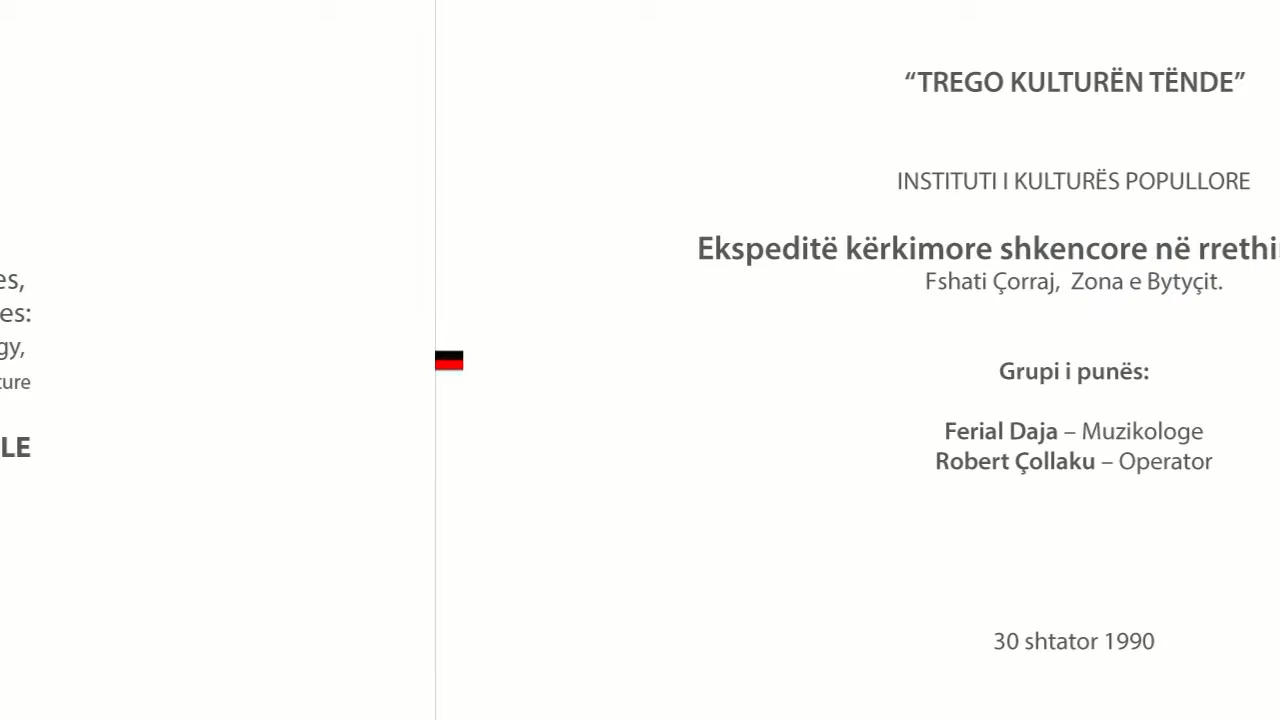 es,
es:
gy,
ture
LE
“TREGO KULTURËN TËNDE”
INSTITUTI I KULTURËS POPULLORE
Ekspeditë kërkimore shkencore në rrethi
Fshati Çorraj, Zona e Bytyçit.
Grupi i punës:
Ferial Daja – Muzikologe
Robert Çollaku – Operator
30 shtator 1990